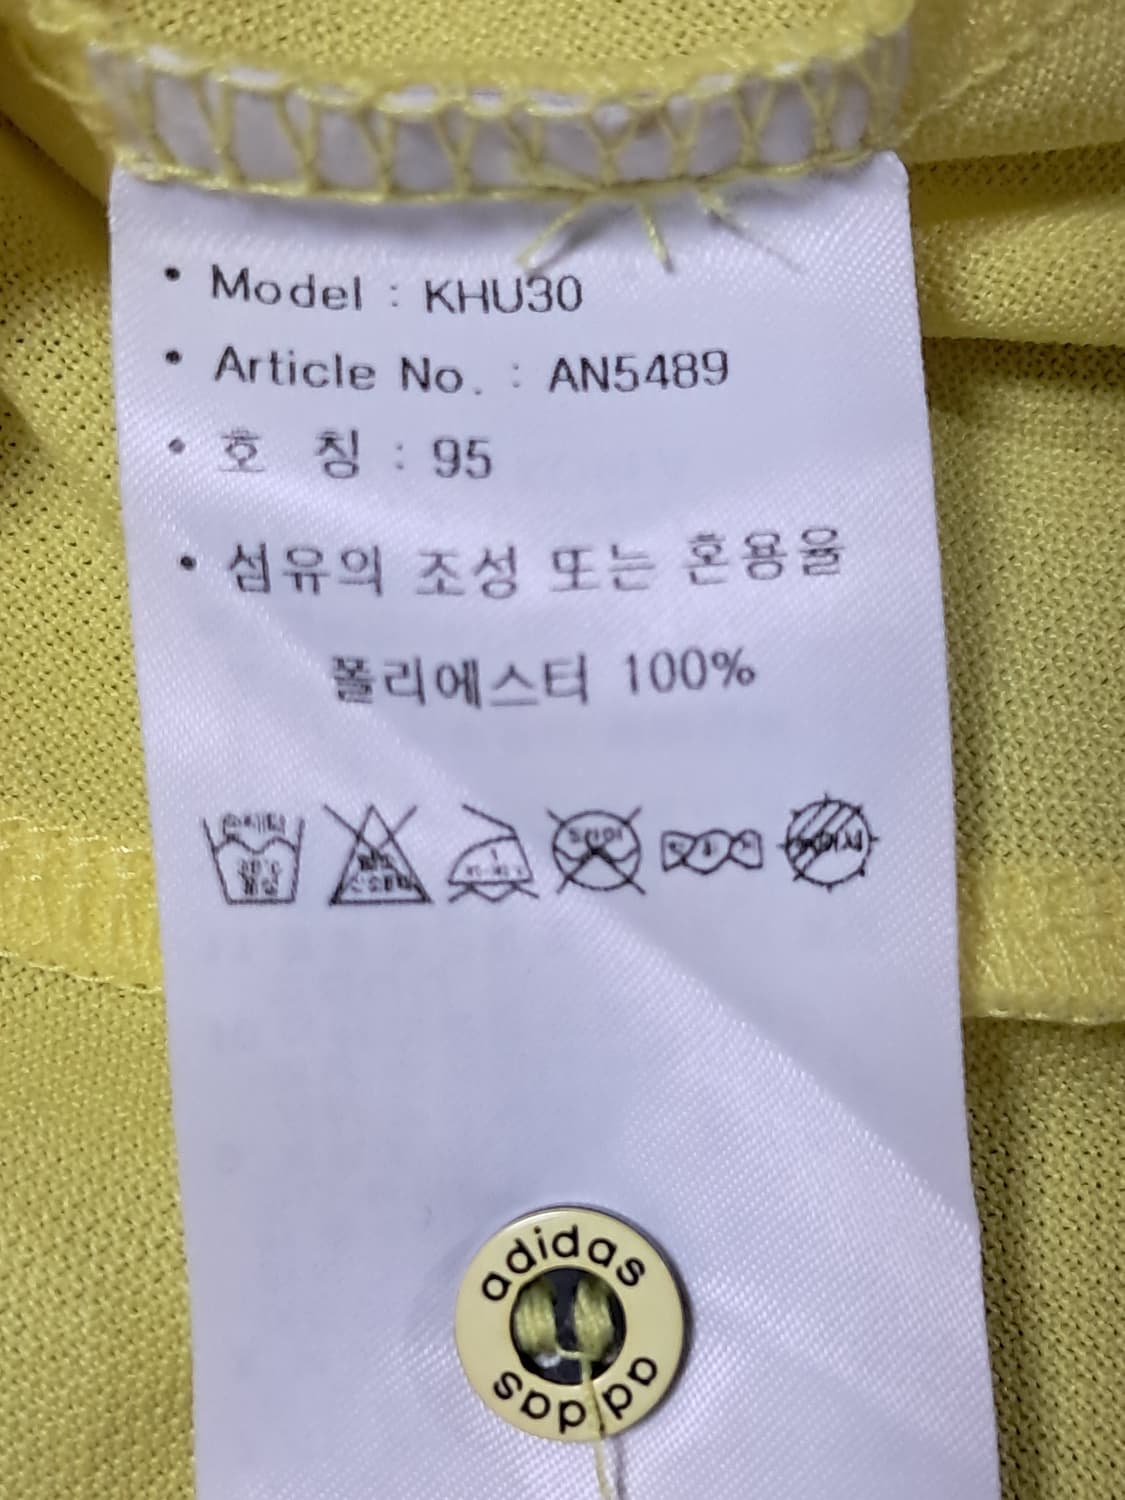 • Model : KHU30
• Article No. : AN5489
• 호 칭 : 95
• 섬유의 조성 또는 혼용율
폴리에스터 100%
adidas
adidas